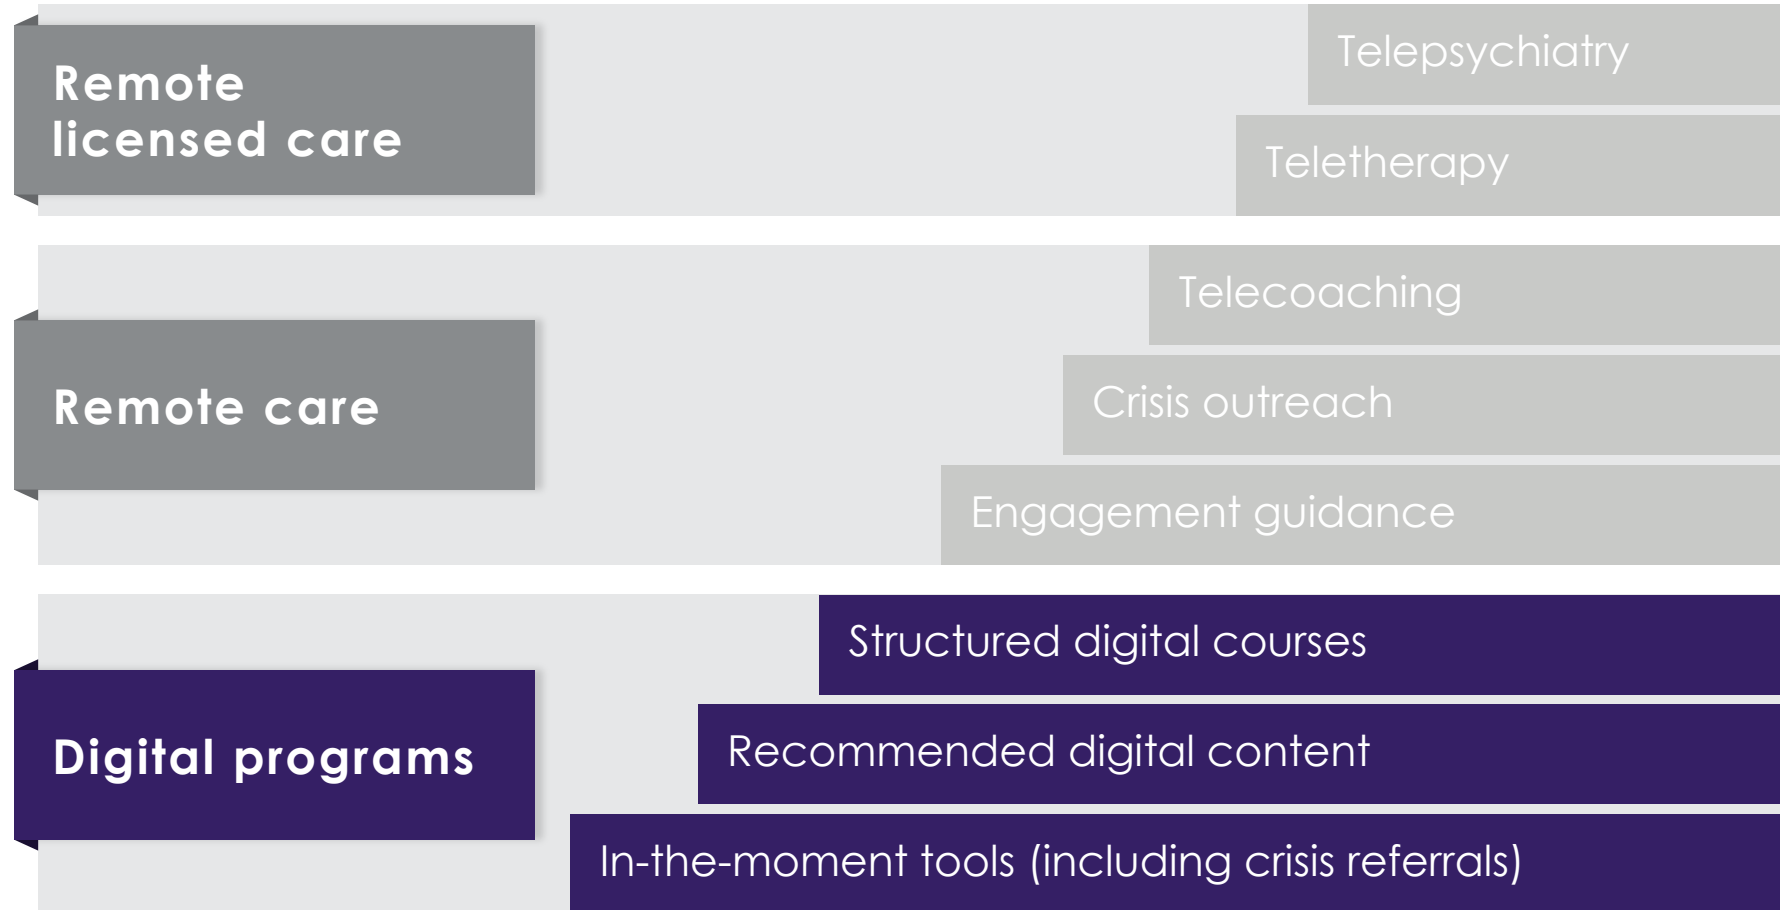 Remote
licensed care
Telepsychiatry
Teletherapy
Remote care
Telecoaching
Crisis outreach
Engagement guidance
Digital programs
Structured digital courses
Recommended digital content
In-the-moment tools (including crisis referrals)